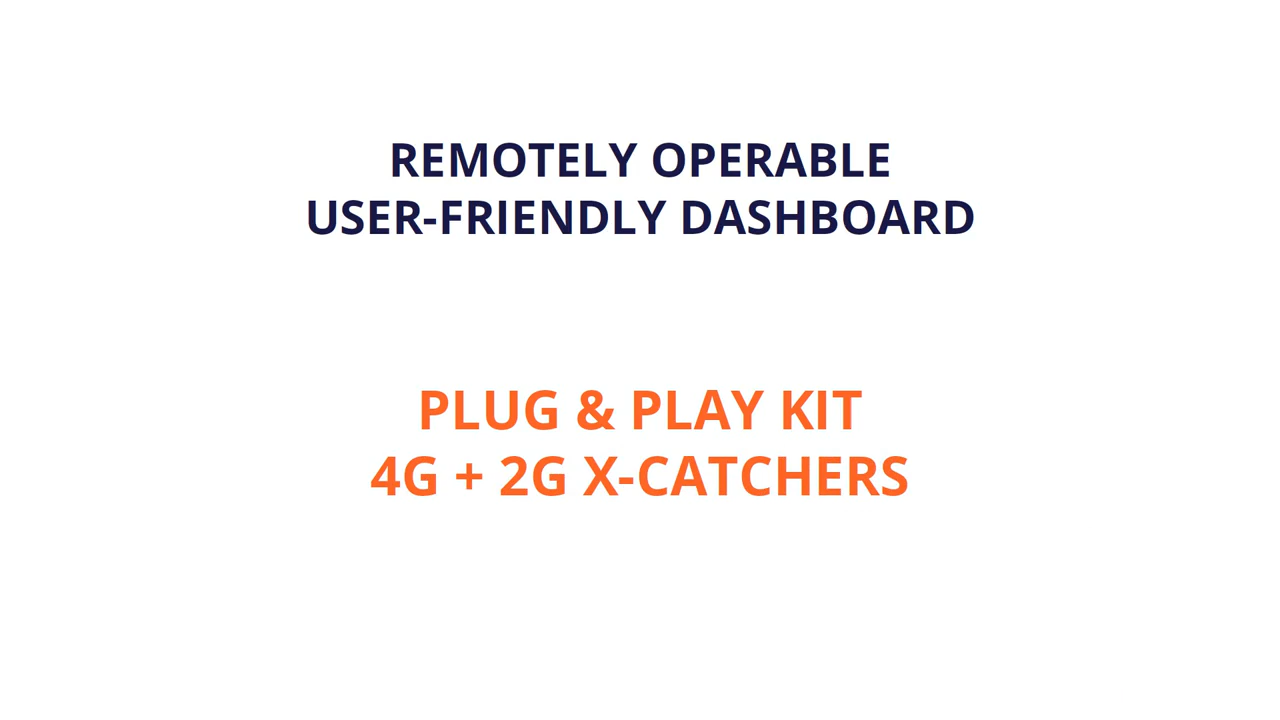 REMOTELY OPERABLE
USER-FRIENDLY DASHBOARD
PLUG & PLAY KIT
4G + 2G X-CATCHERS